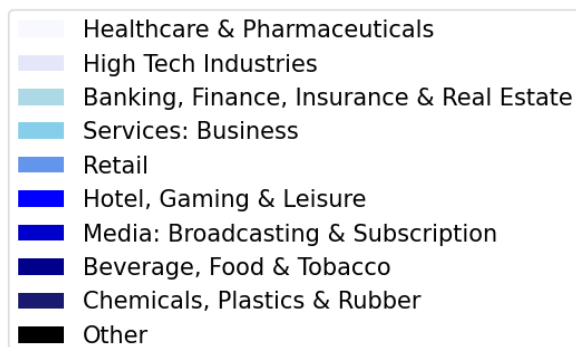 Healthcare & Pharmaceuticals
High Tech Industries
Banking, Finance, Insurance & Real Estate
Services: Business
Retail
Hotel, Gaming & Leisure
Media: Broadcasting & Subscription
Beverage, Food & Tobacco
Chemicals, Plastics & Rubber
Other